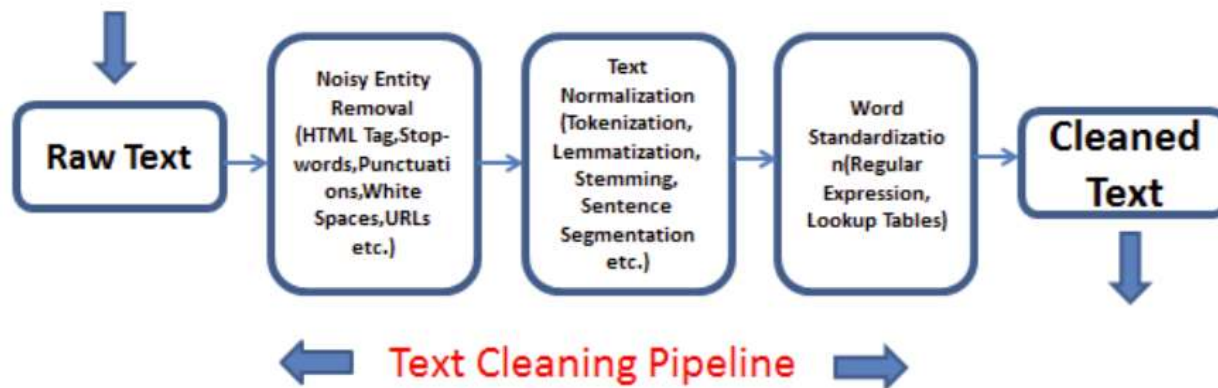 Raw Text
Noisy Entity
Removal
(HTML Tag,Stop-
words,Punctuati
ons,White
Spaces,URLs
etc.)
Text
Normalization
(Tokenization,
Lemmatization,
Stemming,
Sentence
Segmentation
etc.)
Word
Standardizatio
n(Regular
Expression,
Lookup Tables)
Cleaned
Text
Text Cleaning Pipeline